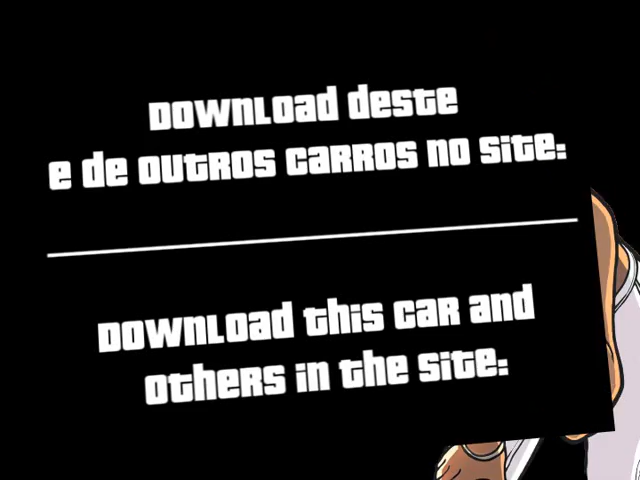 DOWNLOAD DESTE
E DE OUTROS CARROS NO SITE:
DOWNLOAD THIS CAR AND
OTHERS IN THE SITE: